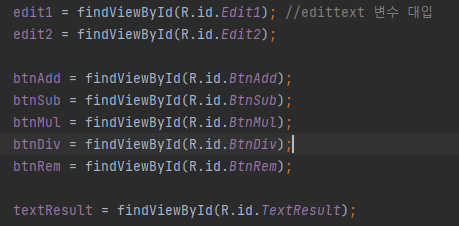 edit1 = findViewById(R.id.Edit1); //edittext 변수 대입
edit2 = findViewById(R.id.Edit2);
btnAdd = findViewById(R.id.BtnAdd);
btnSub = findViewById(R.id.BtnSub);
btnMul = findViewById(R.id.BtnMul);
btnDiv = findViewById(R.id.BtnDiv);
btnRem = findViewById(R.id.BtnRem);
textResult = findViewById(R.id.TextResult);